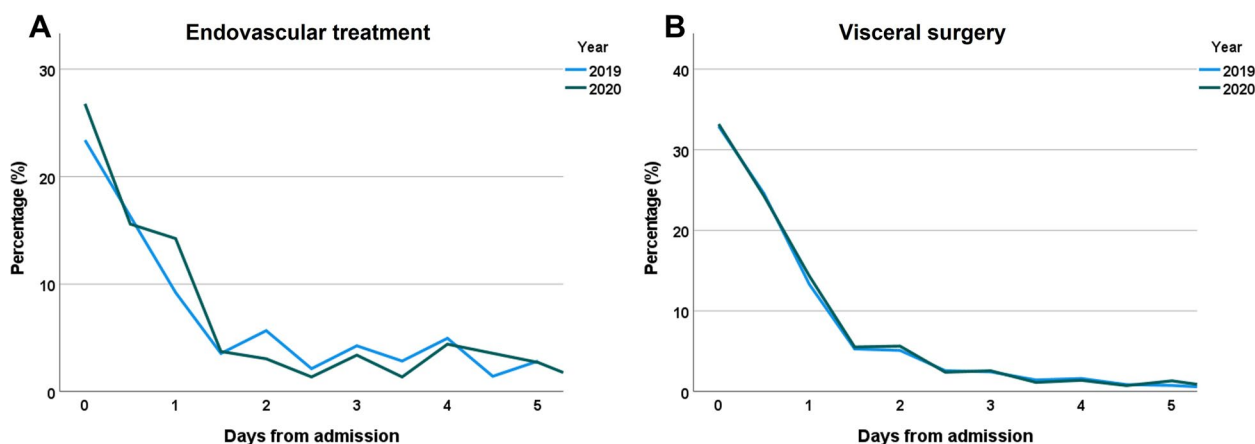 A
Endovascular treatment
Year
2019
2020
Percentage (%)
30
20
10
0
0 1 2 3 4 5
Days from admission
B
Visceral surgery
Year
2019
2020
Percentage (%)
40
30
20
10
0
0 1 2 3 4 5
Days from admission